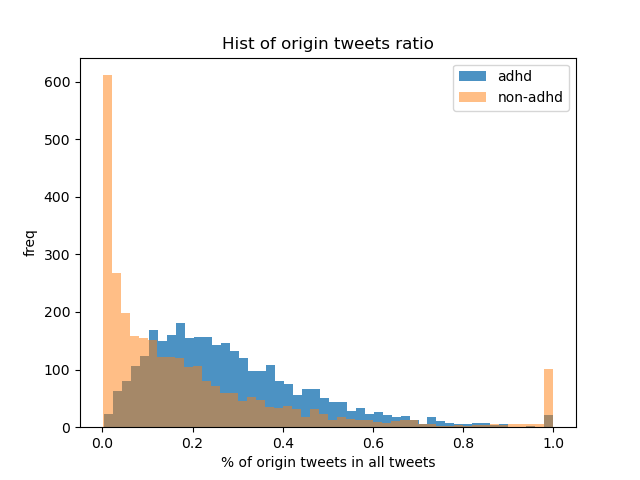 Hist of origin tweets ratio
adhd
non-adhd
600
500
400
300
200
100
0
freq
0.0 0.2 0.4 0.6 0.8 1.0
% of origin tweets in all tweets